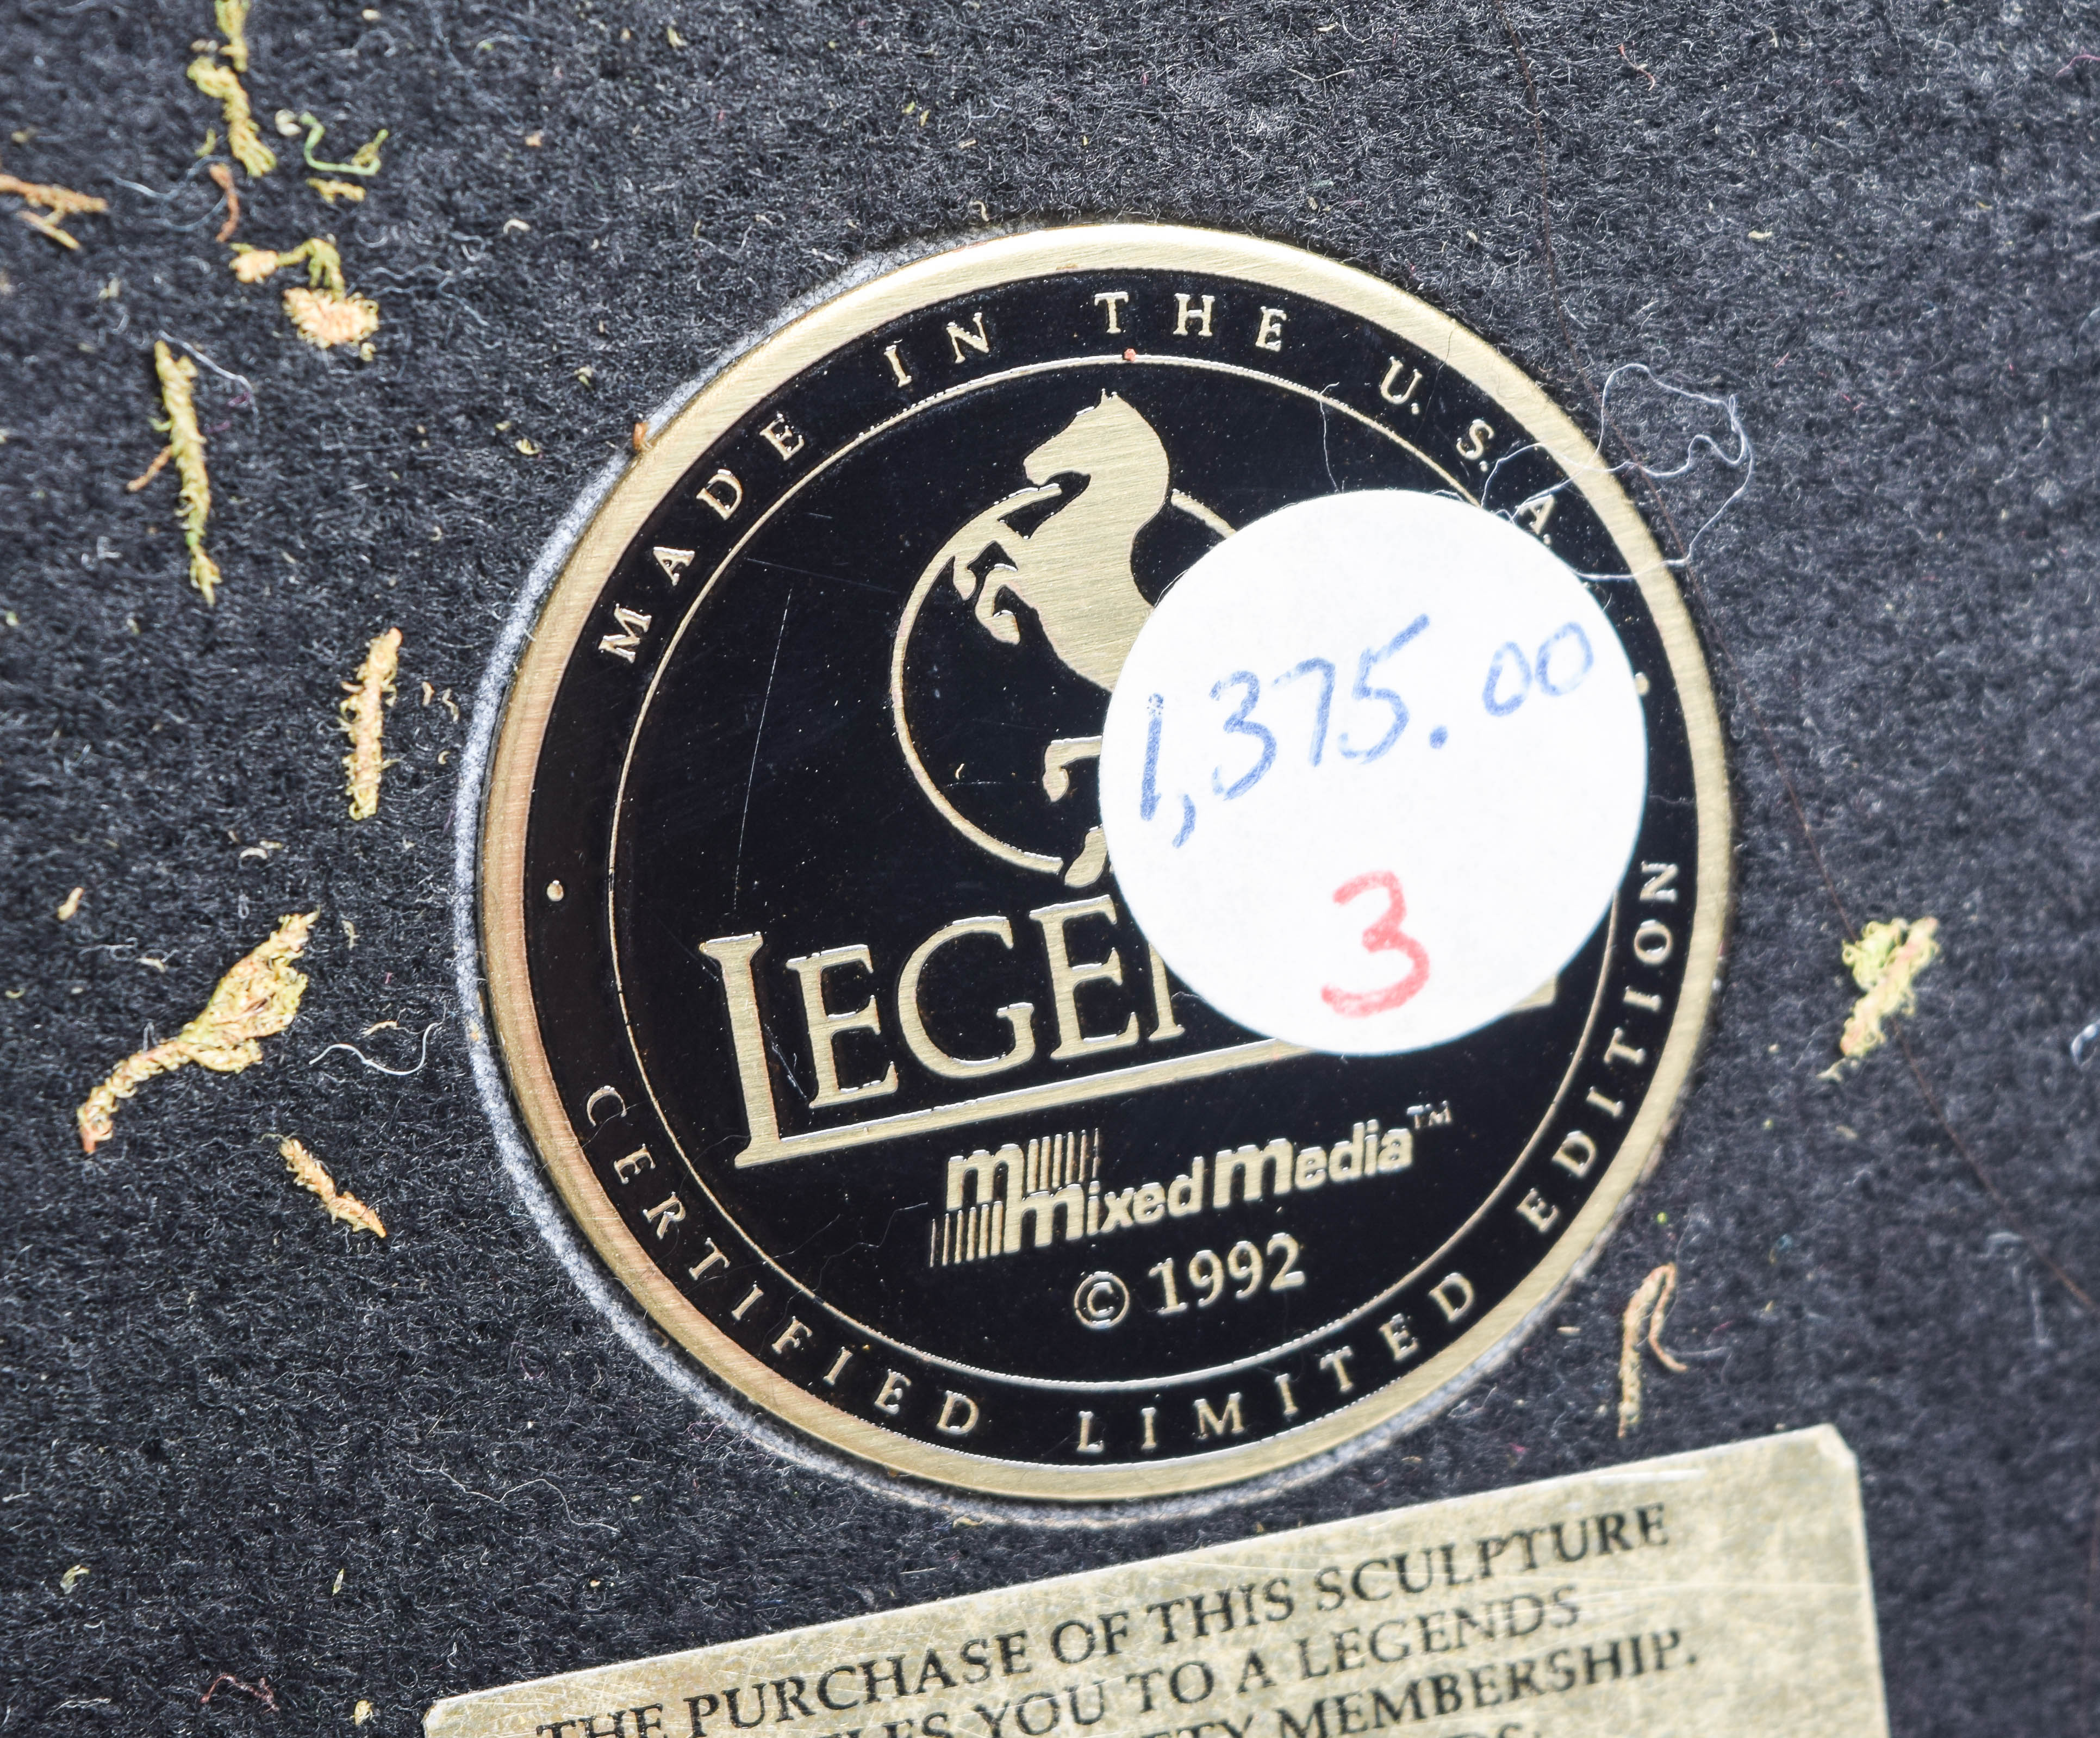 MADE IN THE U.S.A.
1,375.00
3
mixed media™
© 1992
CERTIFIED LIMITED EDITION
THE PURCHASE OF THIS SCULPTURE
YOU TO A LEGENDS
MEMBERSHIP.